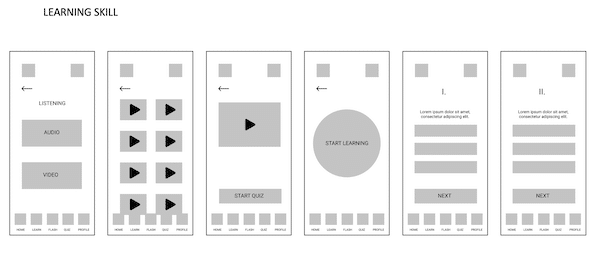 LEARNING SKILL
LISTENING
AUDIO
VIDEO
HOME LEARN FLASH QUIZ PROFILE
HOME LEARN FLASH QUIZ PROFILE
START QUIZ
HOME LEARN FLASH QUIZ PROFILE
START LEARNING
HOME LEARN FLASH QUIZ PROFILE
I.
Lorem ipsum dolor sit amet,
consectetur adipiscing elit.
NEXT
HOME LEARN FLASH QUIZ PROFILE
II.
Lorem ipsum dolor sit amet,
consectetur adipiscing elit.
NEXT
HOME LEARN FLASH QUIZ PROFILE